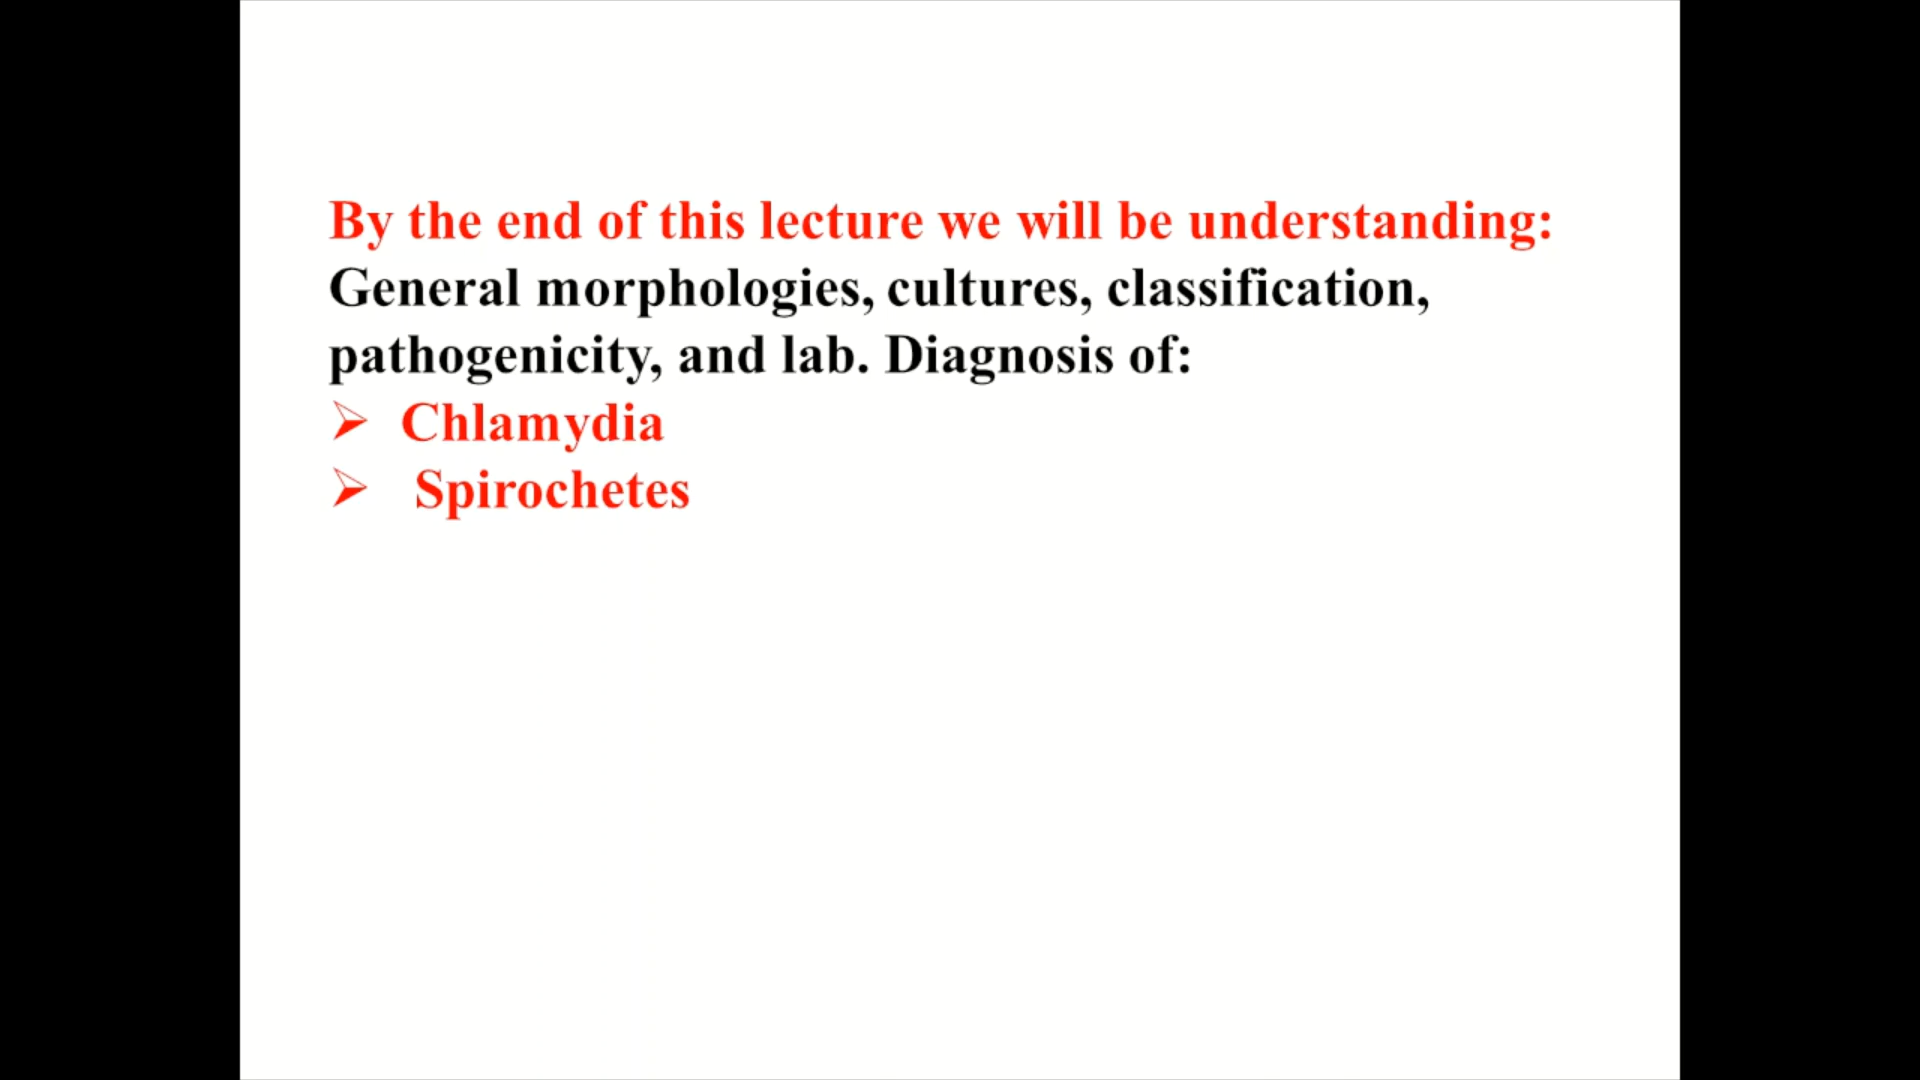 By the end of this lecture we will be understanding:
General morphologies, cultures, classification,
pathogenicity, and lab. Diagnosis of:
➢ Chlamydia
➢ Spirochetes